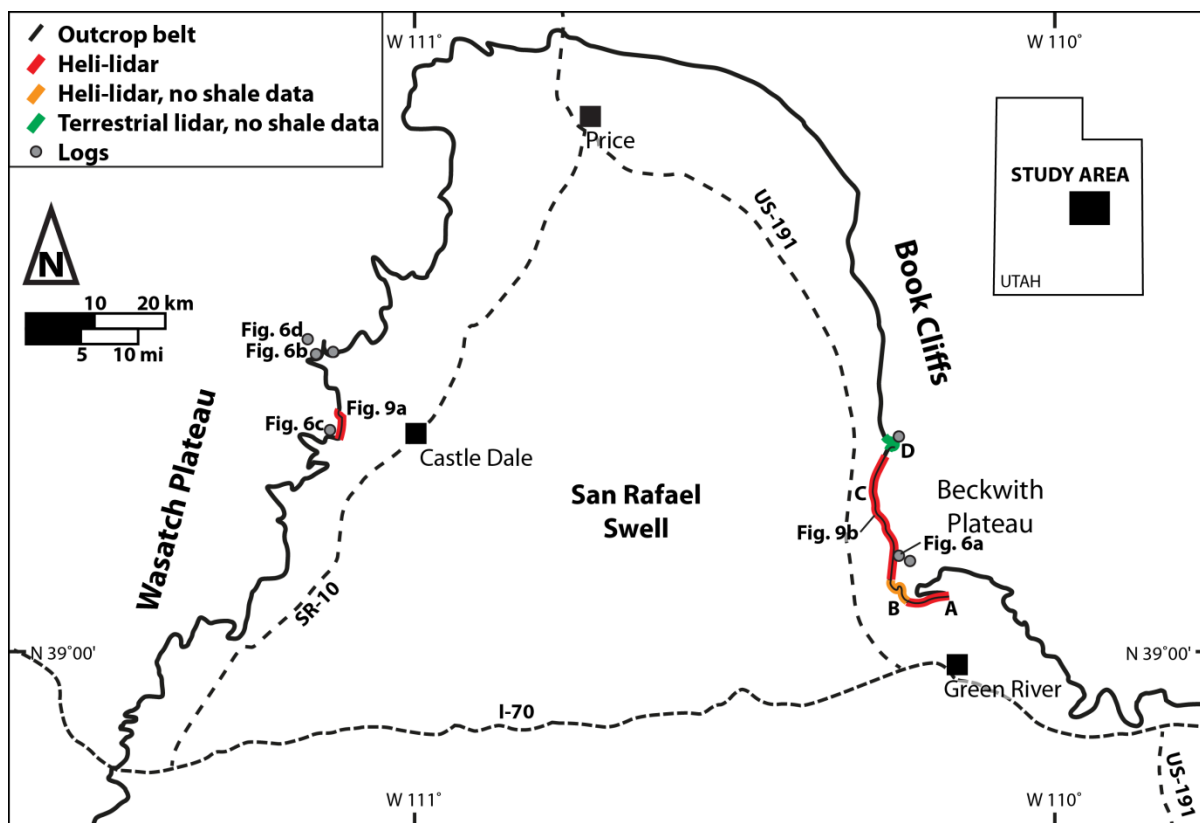 Outcrop belt
Heli-lidar
Heli-lidar, no shale data
Terrestrial lidar, no shale data
Logs
W 111°
W 110°
Price
STUDY AREA
UTAH
US-191
Book Cliffs
N
10 20 km
5 10 mi
Fig. 6d
Fig. 6b
Fig. 9a
Fig. 6c
Castle Dale
Wasatch Plateau
San Rafael
Swell
D
C
Beckwith
Plateau
Fig. 9b
Fig. 6a
B
A
SR-10
N 39°00'
N 39°00'
Green River
I-70
US-191
W 111°
W 110°